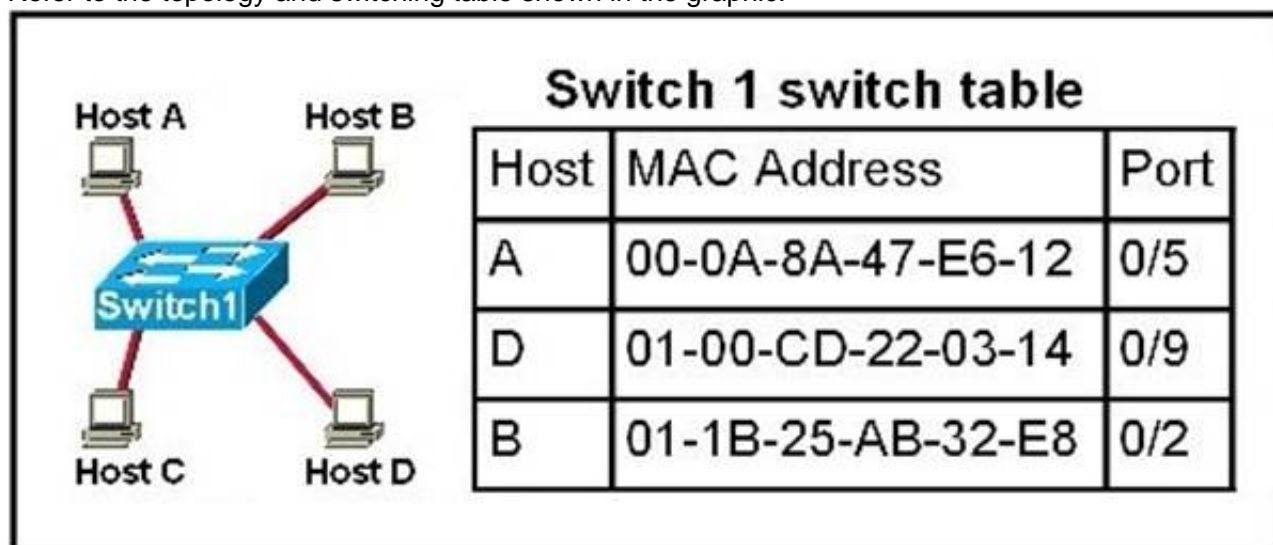 Refer to the topology and switching table shown in the graphic.
Switch 1 switch table
Host A Host B
Host MAC Address Port
A 00-0A-8A-47-E6-12 0/5
Switch1
D 01-00-CD-22-03-14 0/9
B 01-1B-25-AB-32-E8 0/2
Host C Host D